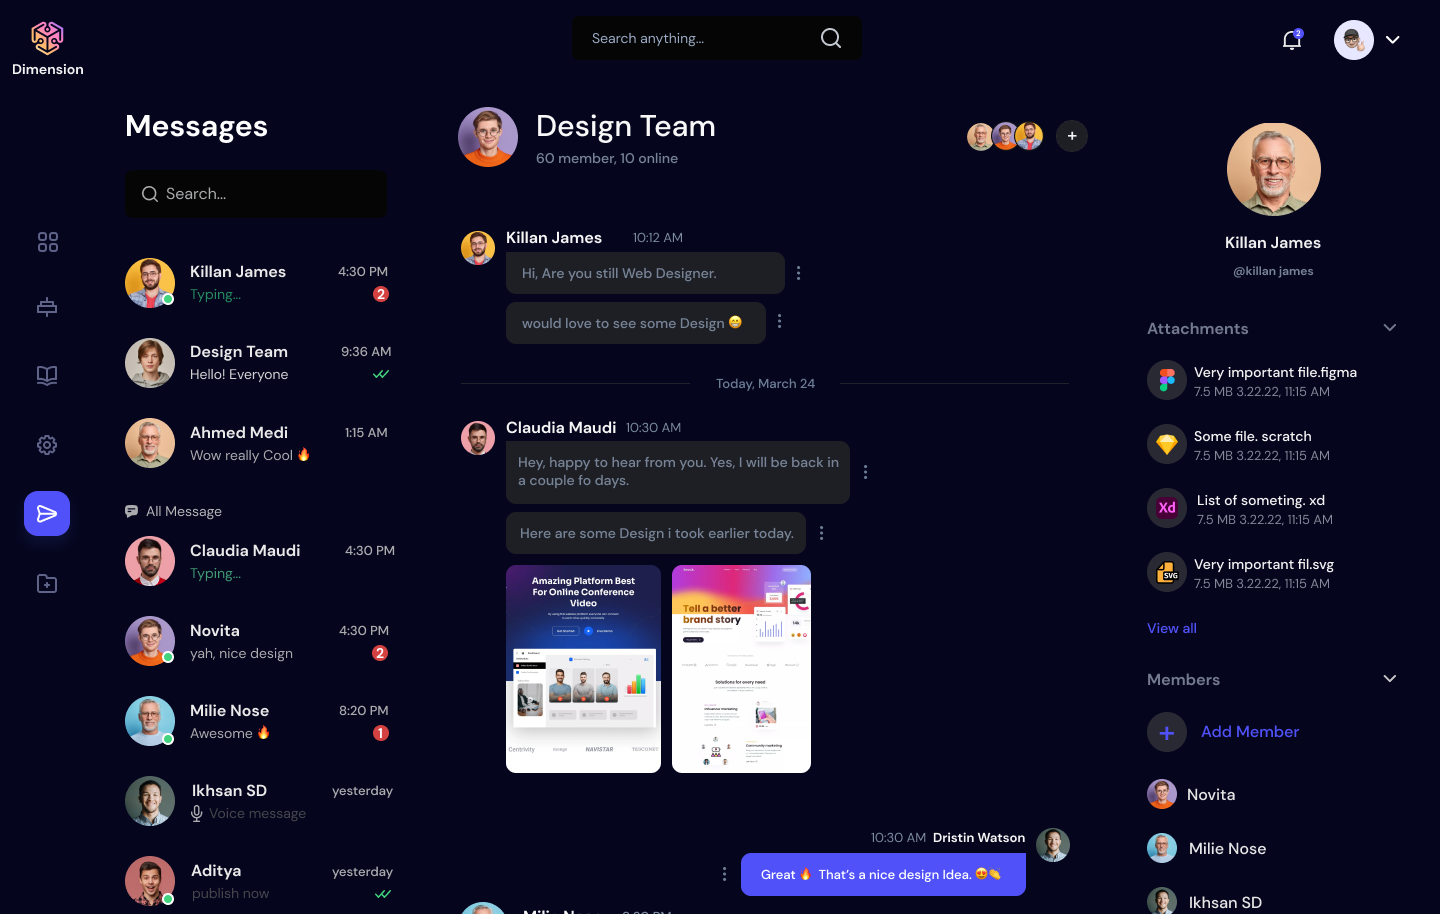 Dimension
Search anything...
2
Messages
Search...
Killan James 4:30 PM
Typing... 2
Design Team 9:36 AM
Hello! Everyone
Ahmed Medi 1:15 AM
Wow really Cool 🔥
All Message
Claudia Maudi 4:30 PM
Typing...
Novita 4:30 PM
yah, nice design 2
Milie Nose 8:20 PM
Awesome 🔥 1
Ikhsan SD yesterday
Voice message
Aditya yesterday
publish now
Design Team
60 member, 10 online
+
Killan James 10:12 AM
Hi, Are you still Web Designer.
would love to see some Design 😁
Today, March 24
Claudia Maudi 10:30 AM
Hey, happy to hear from you. Yes, I will be back in
a couple fo days.
Here are some Design i took earlier today.
Amazing Platform Best
For Online Conference
Video
Get Started
Centrivity
NAVISTAR
Tell a better
brand story
14k
Solutions for every need
Influencer marketing
Community marketing
10:30 AM Dristin Watson
Great 🔥 That's a nice design Idea. 😍👏
Killan James
@killan james
Attachments
Very important file.figma
7.5 MB 3.22.22, 11:15 AM
Some file. scratch
7.5 MB 3.22.22, 11:15 AM
Xd
List of someting. xd
7.5 MB 3.22.22, 11:15 AM
SVG
Very important fil.svg
7.5 MB 3.22.22, 11:15 AM
View all
Members
+ Add Member
Novita
Milie Nose
Ikhsan SD